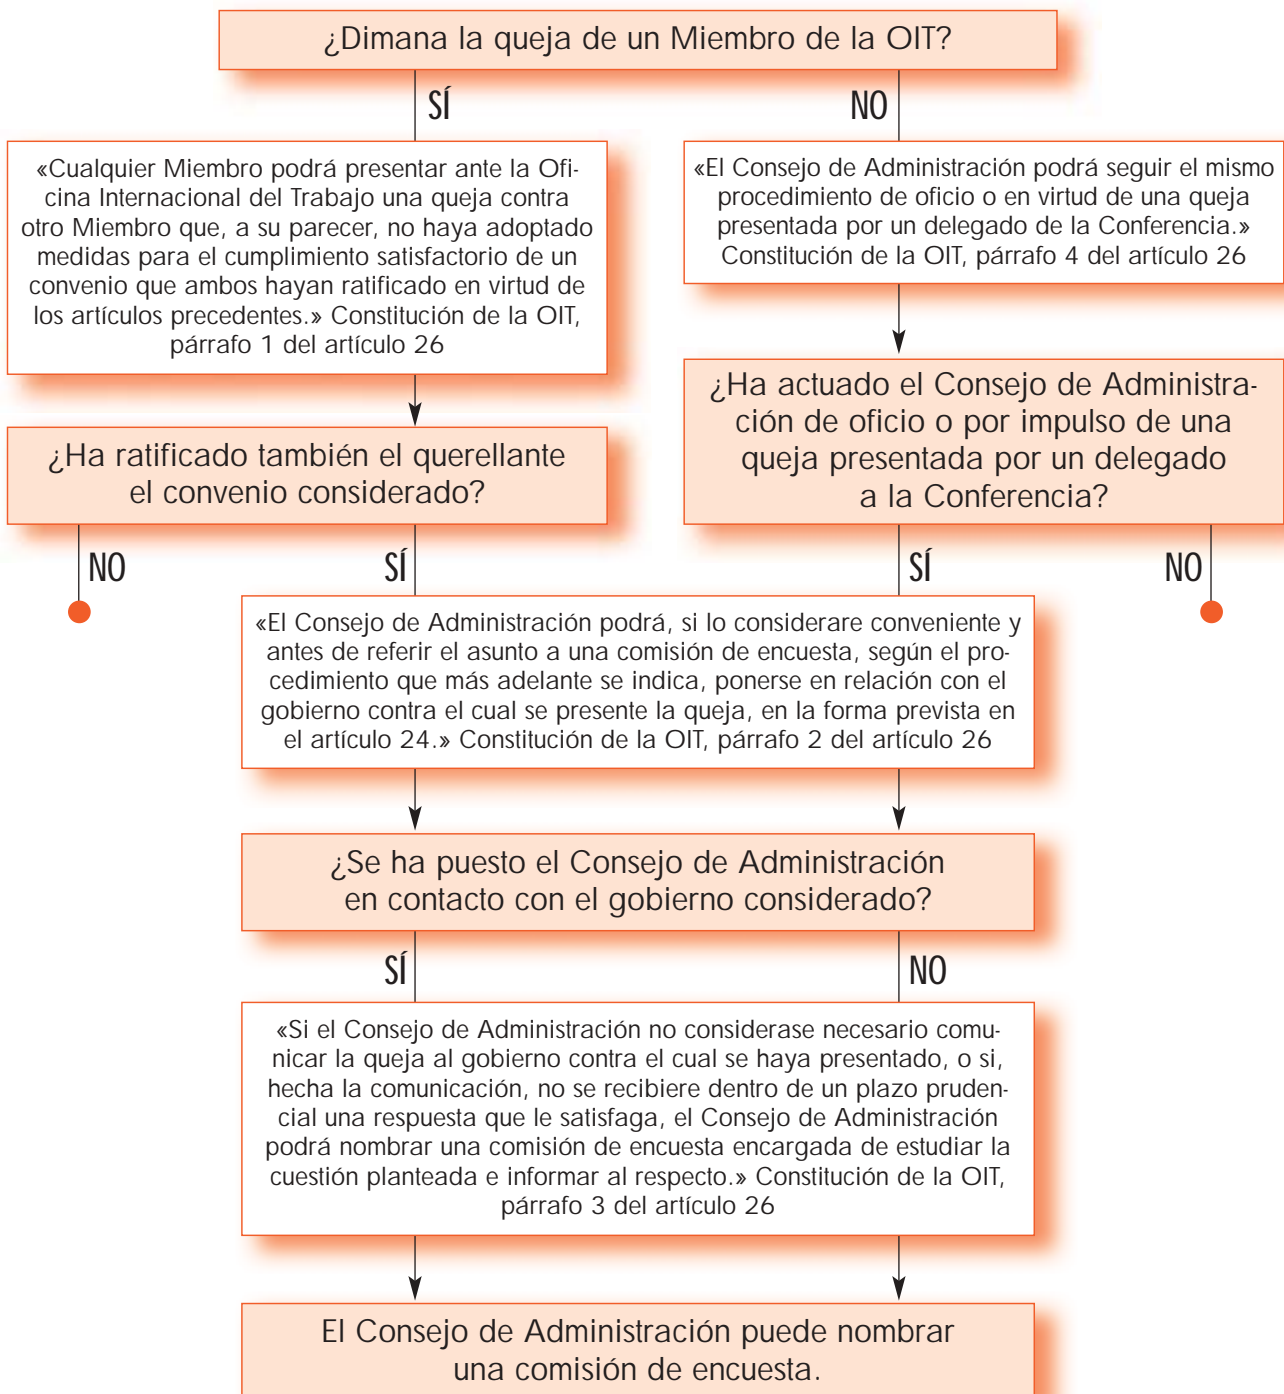 ¿Dimana la queja de un Miembro de la OIT?
SÍ
NO
«Cualquier Miembro podrá presentar ante la Ofi-
cina Internacional del Trabajo una queja contra
otro Miembro que, a su parecer, no haya adoptado
medidas para el cumplimiento satisfactorio de un
convenio que ambos hayan ratificado en virtud de
los artículos precedentes.» Constitución de la OIT,
párrafo 1 del artículo 26
«El Consejo de Administración podrá seguir el mismo
procedimiento de oficio o en virtud de una queja
presentada por un delegado de la Conferencia.»
Constitución de la OIT, párrafo 4 del artículo 26
¿Ha ratificado también el querellante
el convenio considerado?
¿Ha actuado el Consejo de Administra-
ción de oficio o por impulso de una
queja presentada por un delegado
a la Conferencia?
NO
SÍ
SÍ
NO
«El Consejo de Administración podrá, si lo considerare conveniente y
antes de referir el asunto a una comisión de encuesta, según el pro-
cedimiento que más adelante se indica, ponerse en relación con el
gobierno contra el cual se presente la queja, en la forma prevista en
el artículo 24.» Constitución de la OIT, párrafo 2 del artículo 26
¿Se ha puesto el Consejo de Administración
en contacto con el gobierno considerado?
SÍ
NO
«Si el Consejo de Administración no considerase necesario comu-
nicar la queja al gobierno contra el cual se haya presentado, o si,
hecha la comunicación, no se recibiere dentro de un plazo pruden-
cial una respuesta que le satisfaga, el Consejo de Administración
podrá nombrar una comisión de encuesta encargada de estudiar la
cuestión planteada e informar al respecto.» Constitución de la OIT,
párrafo 3 del artículo 26
El Consejo de Administración puede nombrar
una comisión de encuesta.